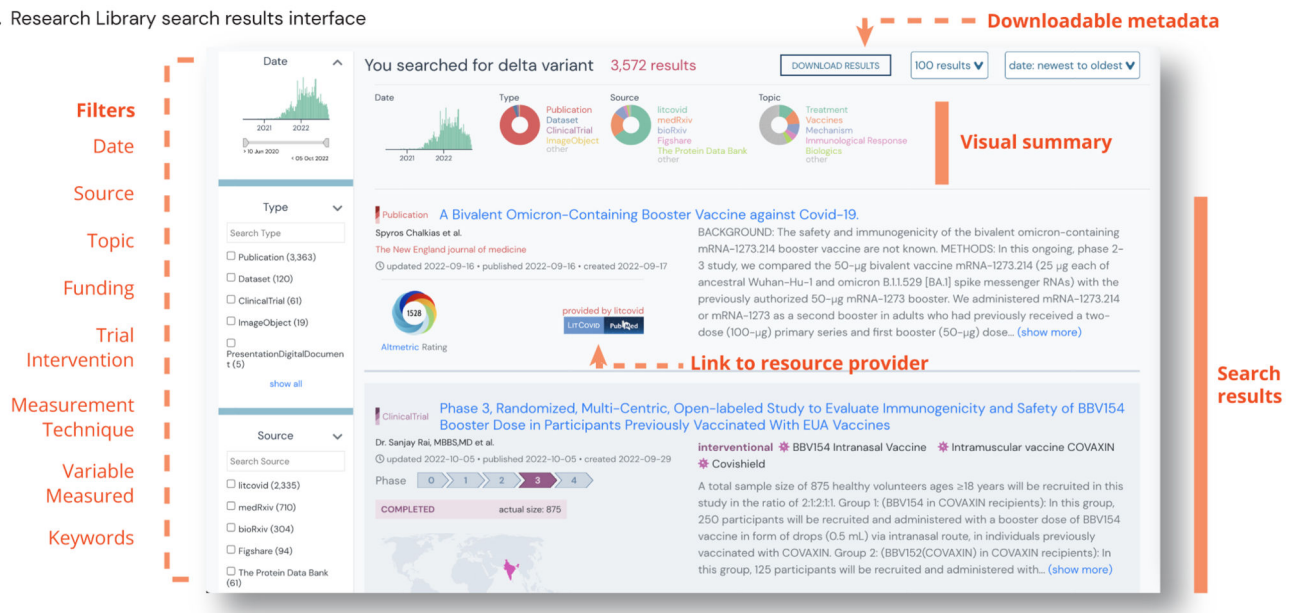 . Research Library search results interface
Downloadable metadata
Filters
Date
Source
Topic
Funding
Trial
Intervention
Measurement
Technique
Variable
Measured
Keywords
Date
2021 2022
> 10 Jun 2020
< 05 Oct 2022
Type
Search Type
Publication (3,363)
Dataset (120)
ClinicalTrial (61)
ImageObject (19)
PresentationDigitalDocumen
t (5)
show all
Source
Search Source
litcovid (2,335)
medRxiv (710)
bioRxiv (304)
Figshare (94)
The Protein Data Bank
(61)
You searched for delta variant 3,572 results
DOWNLOAD RESULTS
100 results
date: newest to oldest
Date
2021 2022
Type
Publication
Dataset
ClinicalTrial
ImageObject
other
Source
litcovid
medRxiv
bioRxiv
Figshare
The Protein Data Bank
other
Topic
Treatment
Vaccines
Mechanism
Immunological Response
Biologics
other
Visual summary
Publication A Bivalent Omicron-Containing Booster Vaccine against Covid-19.
Spyros Chalkias et al.
The New England journal of medicine
updated 2022-09-16 • published 2022-09-16 • created 2022-09-17
1528
Altmetric Rating
provided by litcovid
LITCOVID PubMed
BACKGROUND: The safety and immunogenicity of the bivalent omicron-containing
mRNA-1273.214 booster vaccine are not known. METHODS: In this ongoing, phase 2-
3 study, we compared the 50-μg bivalent vaccine mRNA-1273.214 (25 μg each of
ancestral Wuhan-Hu-1 and omicron B.1.1.529 [BA.1] spike messenger RNAs) with the
previously authorized 50-μg mRNA-1273 booster. We administered mRNA-1273.214
or mRNA-1273 as a second booster in adults who had previously received a two-
dose (100-μg) primary series and first booster (50-μg) dose... (show more)
Link to resource provider
Search
results
ClinicalTrial Phase 3, Randomized, Multi-Centric, Open-labeled Study to Evaluate Immunogenicity and Safety of BBV154
Booster Dose in Participants Previously Vaccinated With EUA Vaccines
Dr. Sanjay Rai, MBBS,MD et al.
updated 2022-10-05 • published 2022-10-05 • created 2022-09-29
Phase 0 1 2 3 4
COMPLETED actual size: 875
interventional BBV154 Intranasal Vaccine Intramuscular vaccine COVAXIN
Covishield
A total sample size of 875 healthy volunteers ages ≥18 years will be recruited in this
study in the ratio of 2:1:2:1:1. Group 1: (BBV154 in COVAXIN recipients): In this group,
250 participants will be recruited and administered with a booster dose of BBV154
vaccine in form of drops (0.5 mL) via intranasal route, in individuals previously
vaccinated with COVAXIN. Group 2: (BBV152(COVAXIN) in COVAXIN recipients): In
this group, 125 participants will be recruited and administered with... (show more)